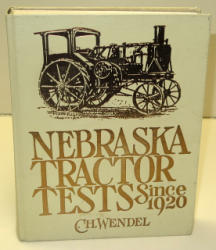 NEBRASKA
TRACTOR
TESTS Since
1920
C.H. WENDEL